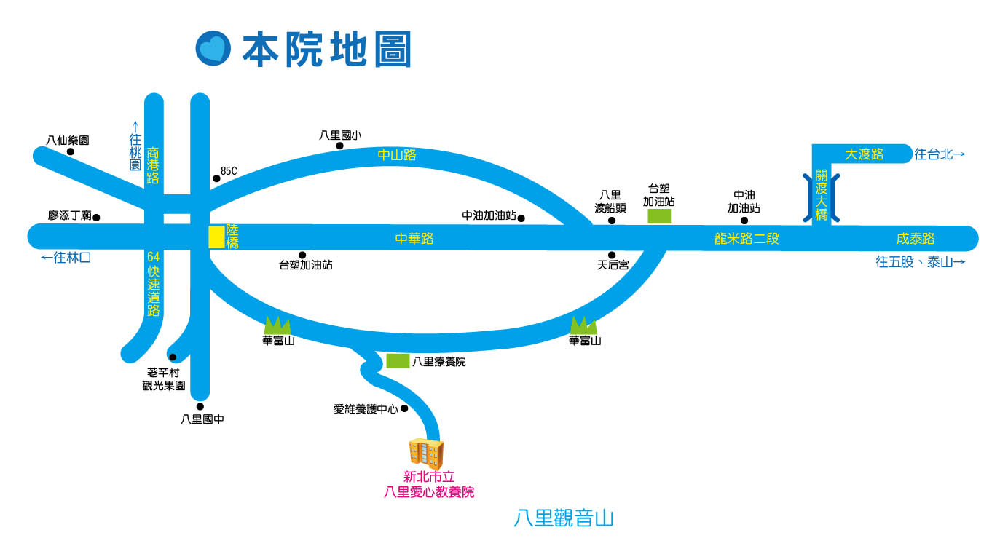 本院地圖
八仙樂園
←往桃園
商港路
85C
八里國小
中山路
大渡路
往台北→
關渡大橋
八里
渡船頭
台塑
加油站
中油
加油站
廖添丁廟
中油加油站
陸橋
中華路
龍米路二段
成泰路
←往林口
64快速道路
台塑加油站
天后宮
往五股、泰山→
華富山
華富山
荖芊村
觀光果園
八里療養院
愛維養護中心
八里國中
新北市立
八里愛心教養院
八里觀音山